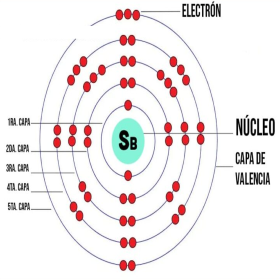 ELECTRÓN
1RA. CAPA
SB
NÚCLEO
2DA. CAPA
3RA. CAPA
4TA. CAPA
5TA. CAPA
CAPA DE
VALENCIA